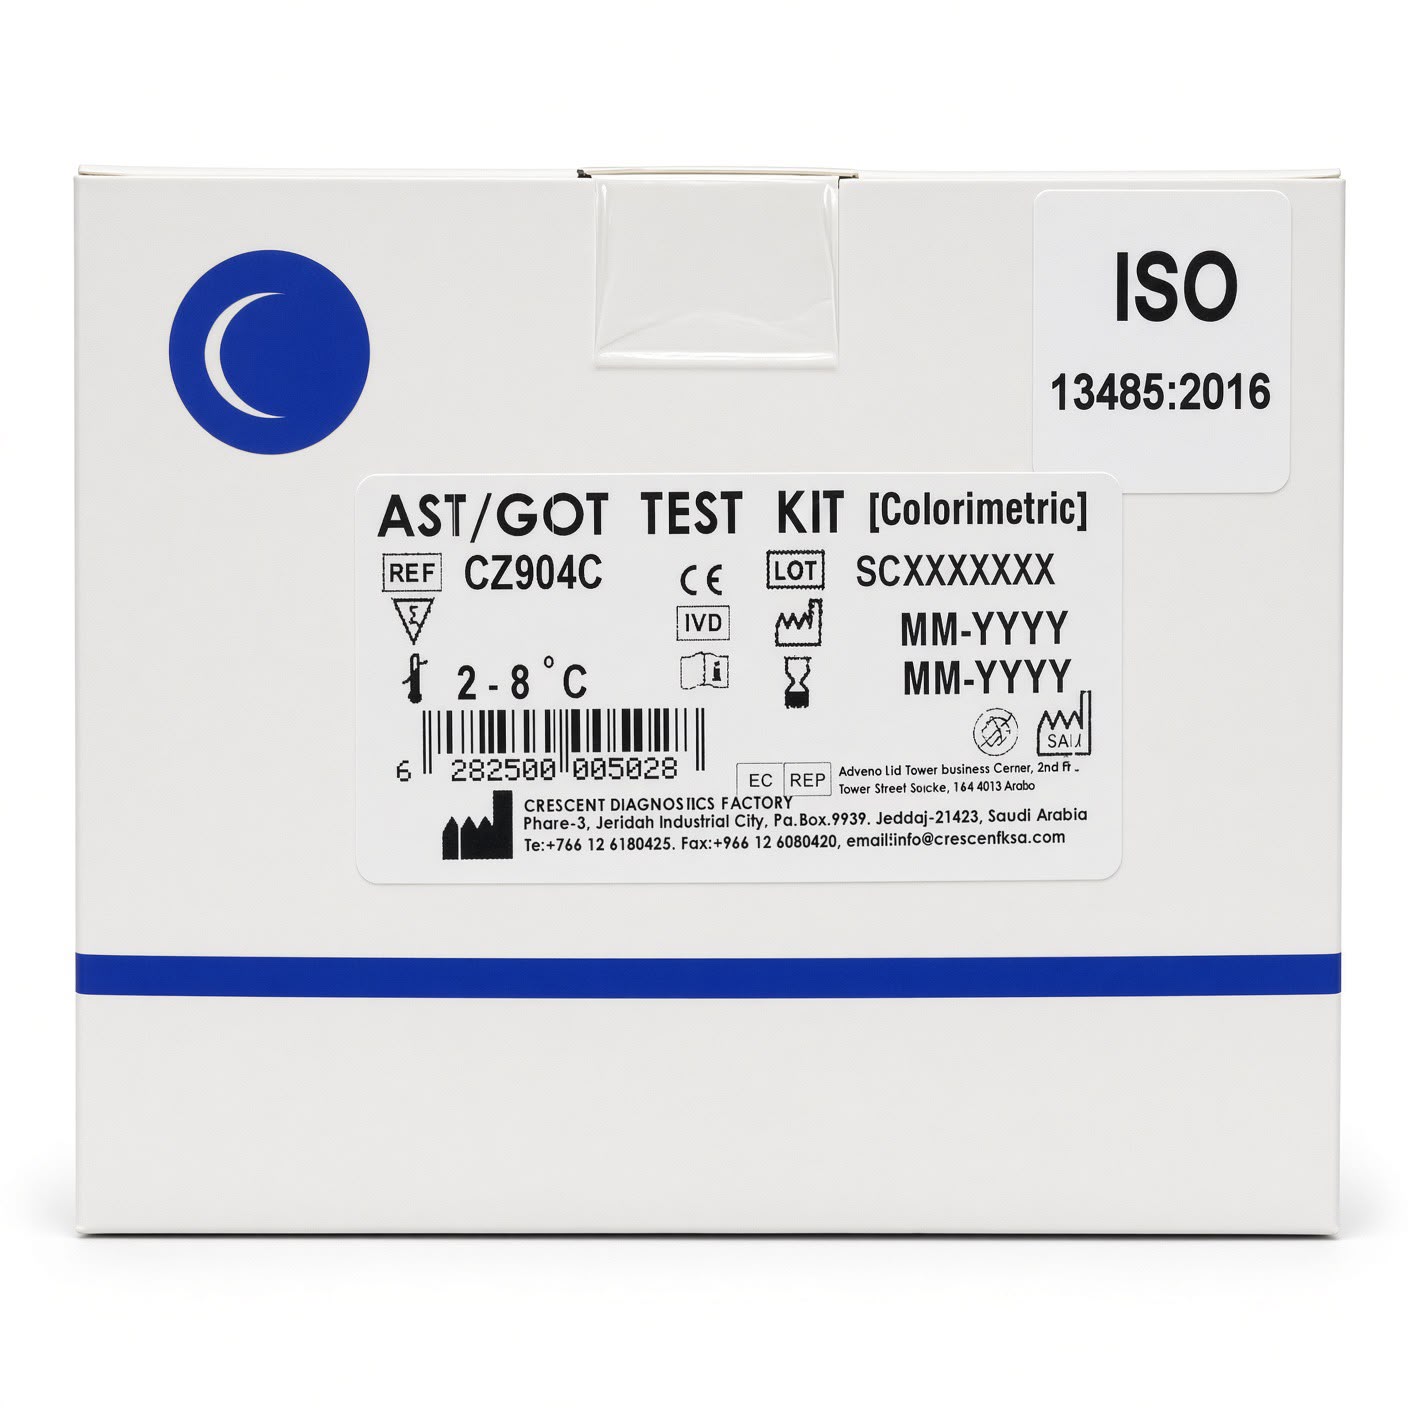 ISO
13485:2016
AST/GOT TEST KIT [Colorimetric]
REF CZ904C
LOT SCXXXXXXX
IVD
MM-YYYY
2-8°C
MM-YYYY
6 282500 005028
EC REP
Adveno Lid Tower business Cerner, 2nd
Tower Street Soicke, 164 4013 Arabo
CRESCENT DIAGNOSTICS FACTORY
Phare-3, Jeridah Industrial City, Pa.Box.9939. Jeddaj-21423, Saudi Arabia
Te:+766 12 6180425. Fax:+966 12 6080420, email:info@crescenfksa.com